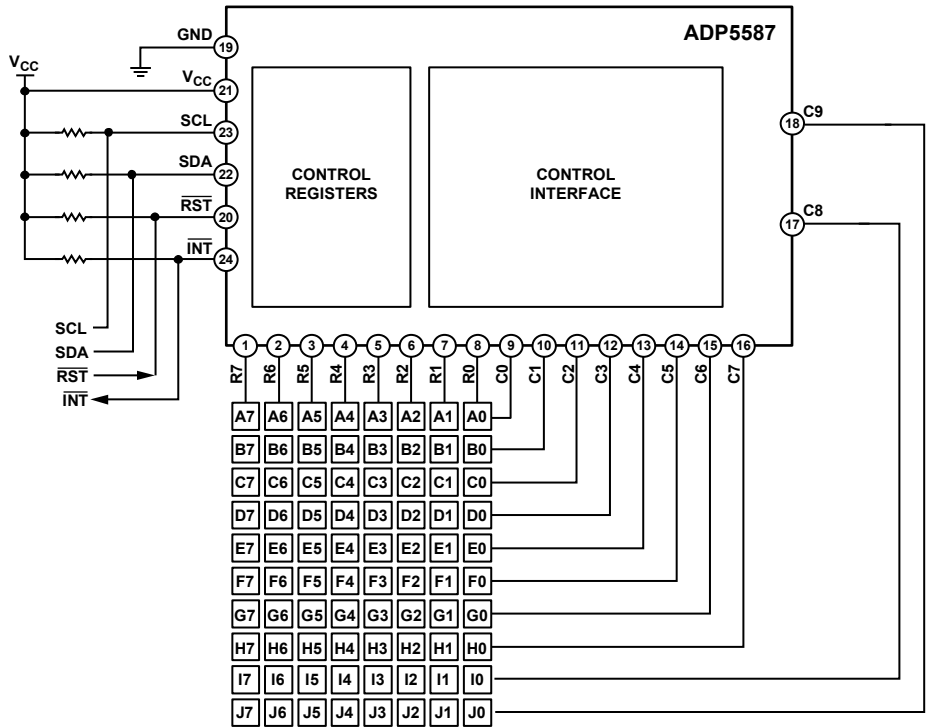 ADP5587
GND
19
VCC
VCC
21
SCL
23
SDA
22
RST
20
INT
24
CONTROL
REGISTERS
CONTROL
INTERFACE
18
C9
17
C8
SCL
SDA
RST
INT
1 2 3 4 5 6 7 8 9 10 11 12 13 14 15 16
R7 R6 R5 R4 R3 R2 R1 R0 C0 C1 C2 C3 C4 C5 C6 C7
A7 A6 A5 A4 A3 A2 A1 A0
B7 B6 B5 B4 B3 B2 B1 B0
C7 C6 C5 C4 C3 C2 C1 C0
D7 D6 D5 D4 D3 D2 D1 D0
E7 E6 E5 E4 E3 E2 E1 E0
F7 F6 F5 F4 F3 F2 F1 F0
G7 G6 G5 G4 G3 G2 G1 G0
H7 H6 H5 H4 H3 H2 H1 H0
I7 I6 I5 I4 I3 I2 I1 I0
J7 J6 J5 J4 J3 J2 J1 J0